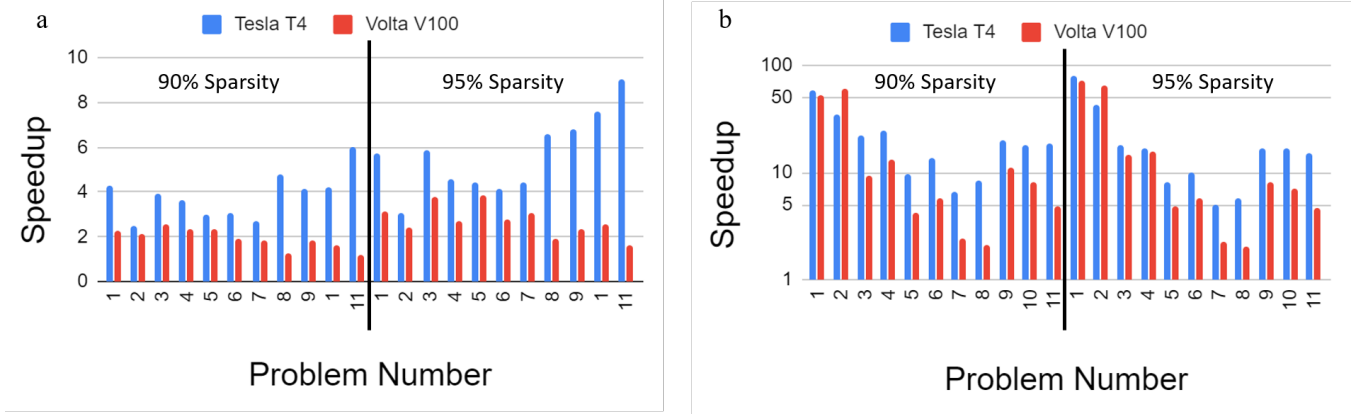 a
Tesla T4 Volta V100
10
8
6
4
2
0
90% Sparsity 95% Sparsity
Speedup
1 2 3 4 5 6 7 8 9 1 11 1 2 3 4 5 6 7 8 9 1 11
Problem Number
b
Tesla T4 Volta V100
100
50
10
5
1
90% Sparsity 95% Sparsity
Speedup
1 2 3 4 5 6 7 8 9 10 11 1 2 3 4 5 6 7 8 9 10 11
Problem Number